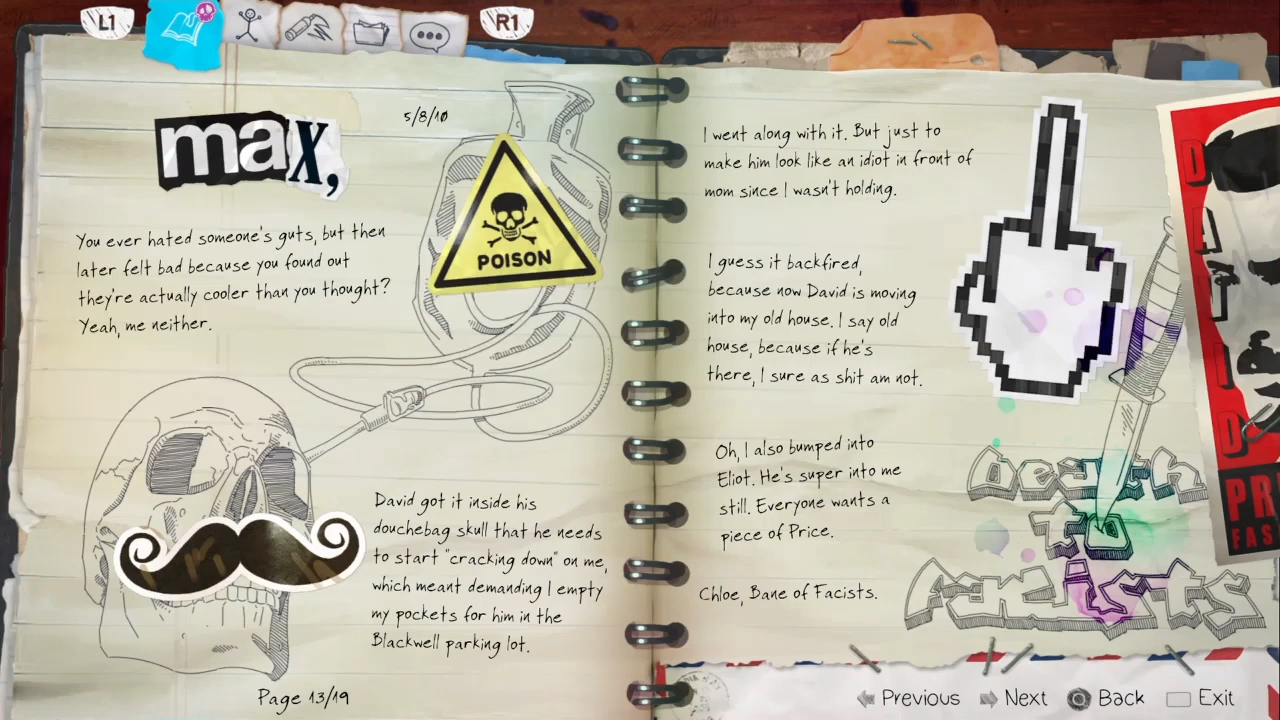 L1
R1
max,
5/8/10
POISON
You ever hated someone's guts, but then
later felt bad because you found out
they're actually cooler than you thought?
Yeah, me neither.
David got it inside his
douchebag skull that he needs
to start "cracking down" on me,
which meant demanding I empty
my pockets for him in the
Blackwell parking lot.
Page 13/19
I went along with it. But just to
make him look like an idiot in front of
mom since I wasn't holding.
I guess it backfired,
because now David is moving
into my old house. I say old
house, because if he's
there, I sure as shit am not.
Oh, I also bumped into
Eliot. He's super into me
still. Everyone wants a
piece of Price.
Chloe, Bane of Facists.
death
to
DAVID
PR
FAS
Previous
Next
Back
Exit